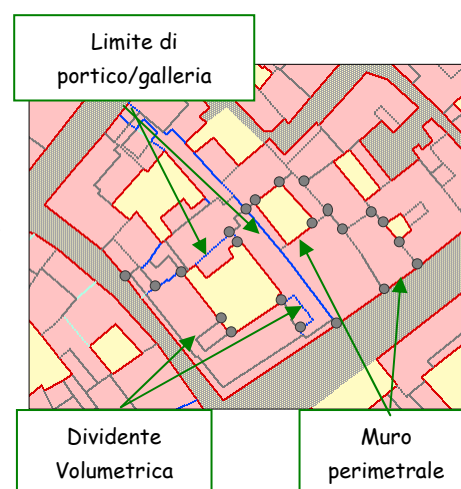 Limite di
portico/galleria
Dividente
Volumetrica
Muro
perimetrale